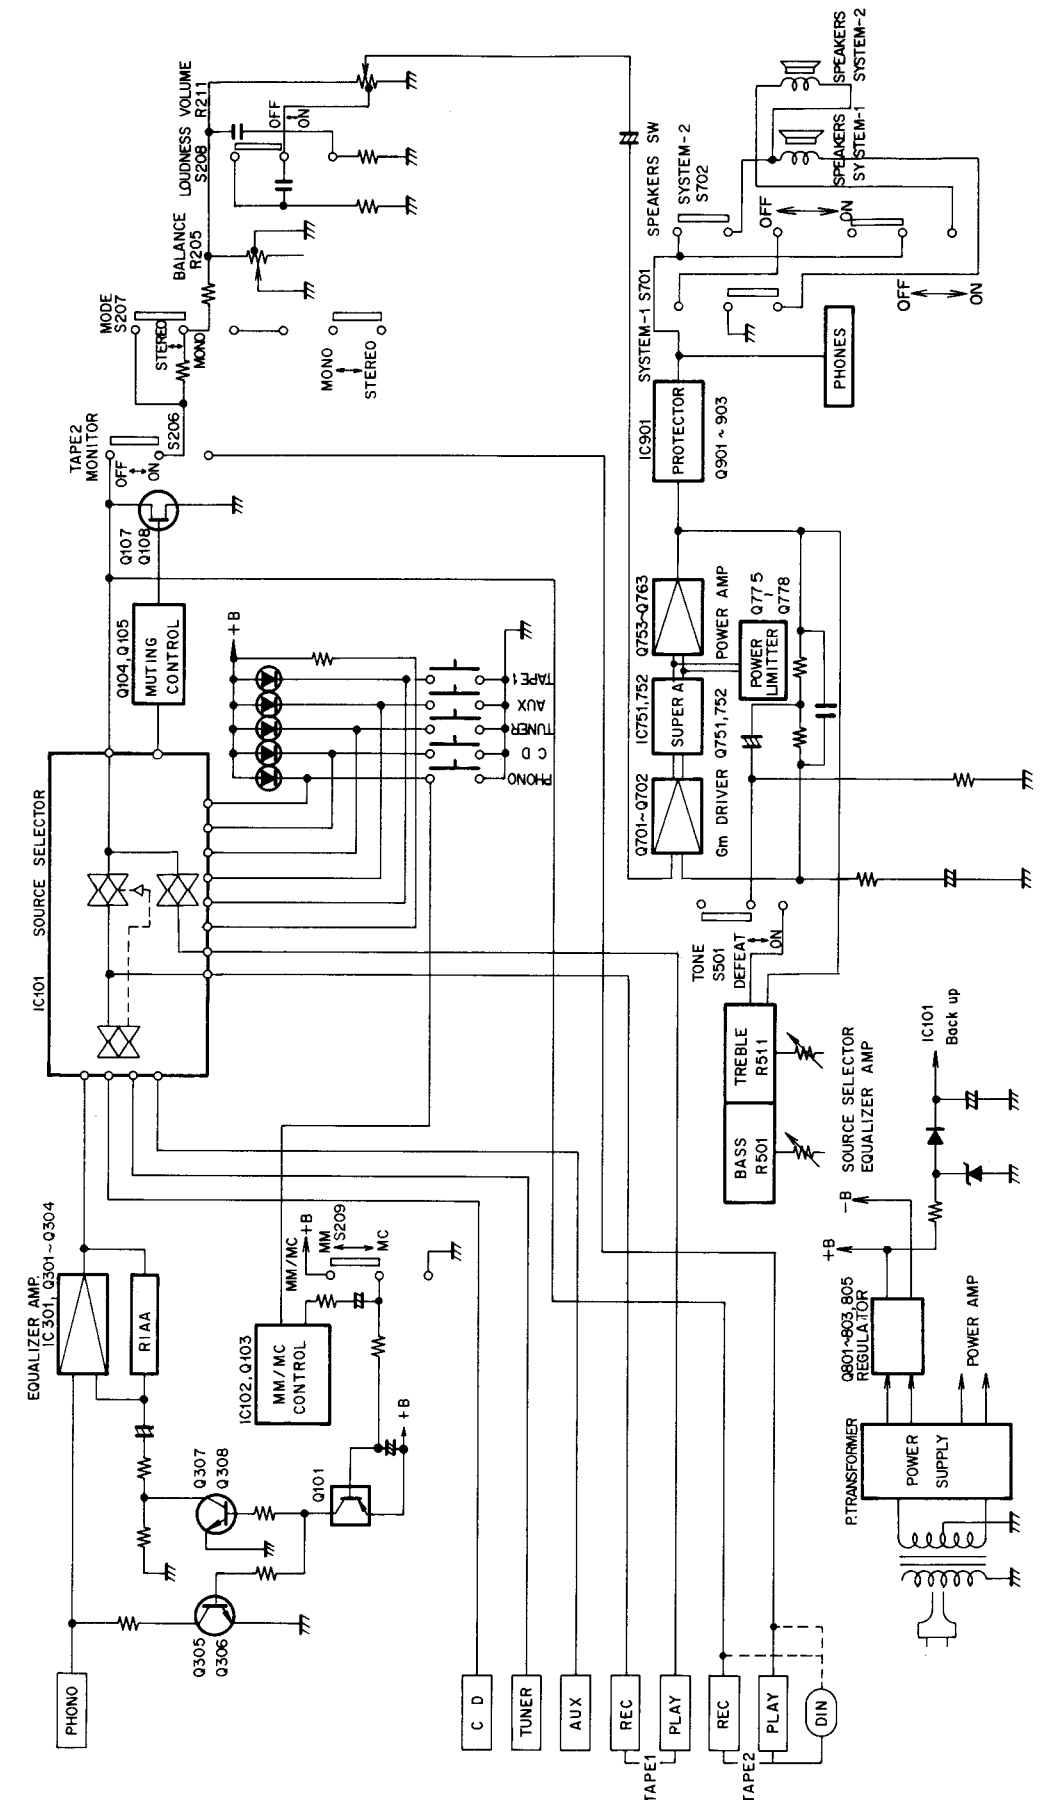 PHONO
EQUALIZER AMP.
IC301, Q301~Q304
RIAA
Q305
Q306
Q307
Q308
Q101
+B
IC102, Q103
MM/MC
CONTROL
MM/MC
+B
MM
S209
MC
IC101 SOURCE SELECTOR
Q104, Q105
MUTING
CONTROL
Q107
Q108
+B
PHONO
C D
TUNER
AUX
TAPE1
TAPE2
MONITOR
OFF
ON
S206
MODE
S207
STEREO
MONO
MONO
STEREO
BALANCE
R205
LOUDNESS
S208
VOLUME
R211
OFF
ON
C D
TUNER
AUX
REC
PLAY
TAPE1
REC
PLAY
TAPE2
DIN
BASS
R501
TREBLE
R511
TONE
S501
DEFEAT
ON
Q701~Q702
Gm DRIVER
IC751,752
SUPER A
Q751,752
Q753~Q763
POWER AMP
POWER
LIMITTER
Q775
~
Q778
IC901
PROTECTOR
Q901~903
PHONES
SYSTEM-1 S701
SPEAKERS SW
SYSTEM-2
S702
OFF
ON
OFF
ON
SPEAKERS
SYSTEM-1
SPEAKERS
SYSTEM-2
P.TRANSFORMER
POWER
SUPPLY
Q801~803,805
REGULATOR
POWER AMP
+B
-B
SOURCE SELECTOR
EQUALIZER AMP
IC101
Back up